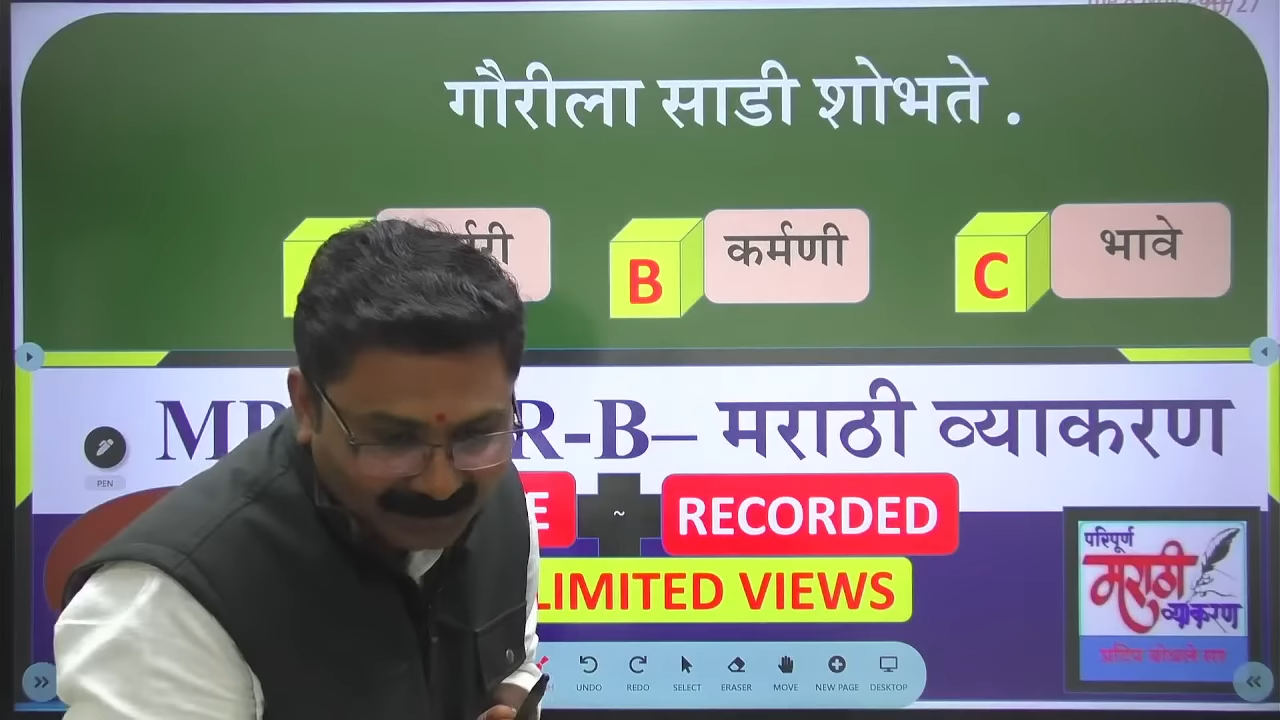 गौरीला साडी शोभते .
B कर्मणी
C भावे
R-B– मराठी व्याकरण
PEN
~
RECORDED
LIMITED VIEWS
परिपूर्ण
मराठी
व्याकरण
UNDO REDO SELECT ERASER MOVE NEW PAGE DESKTOP